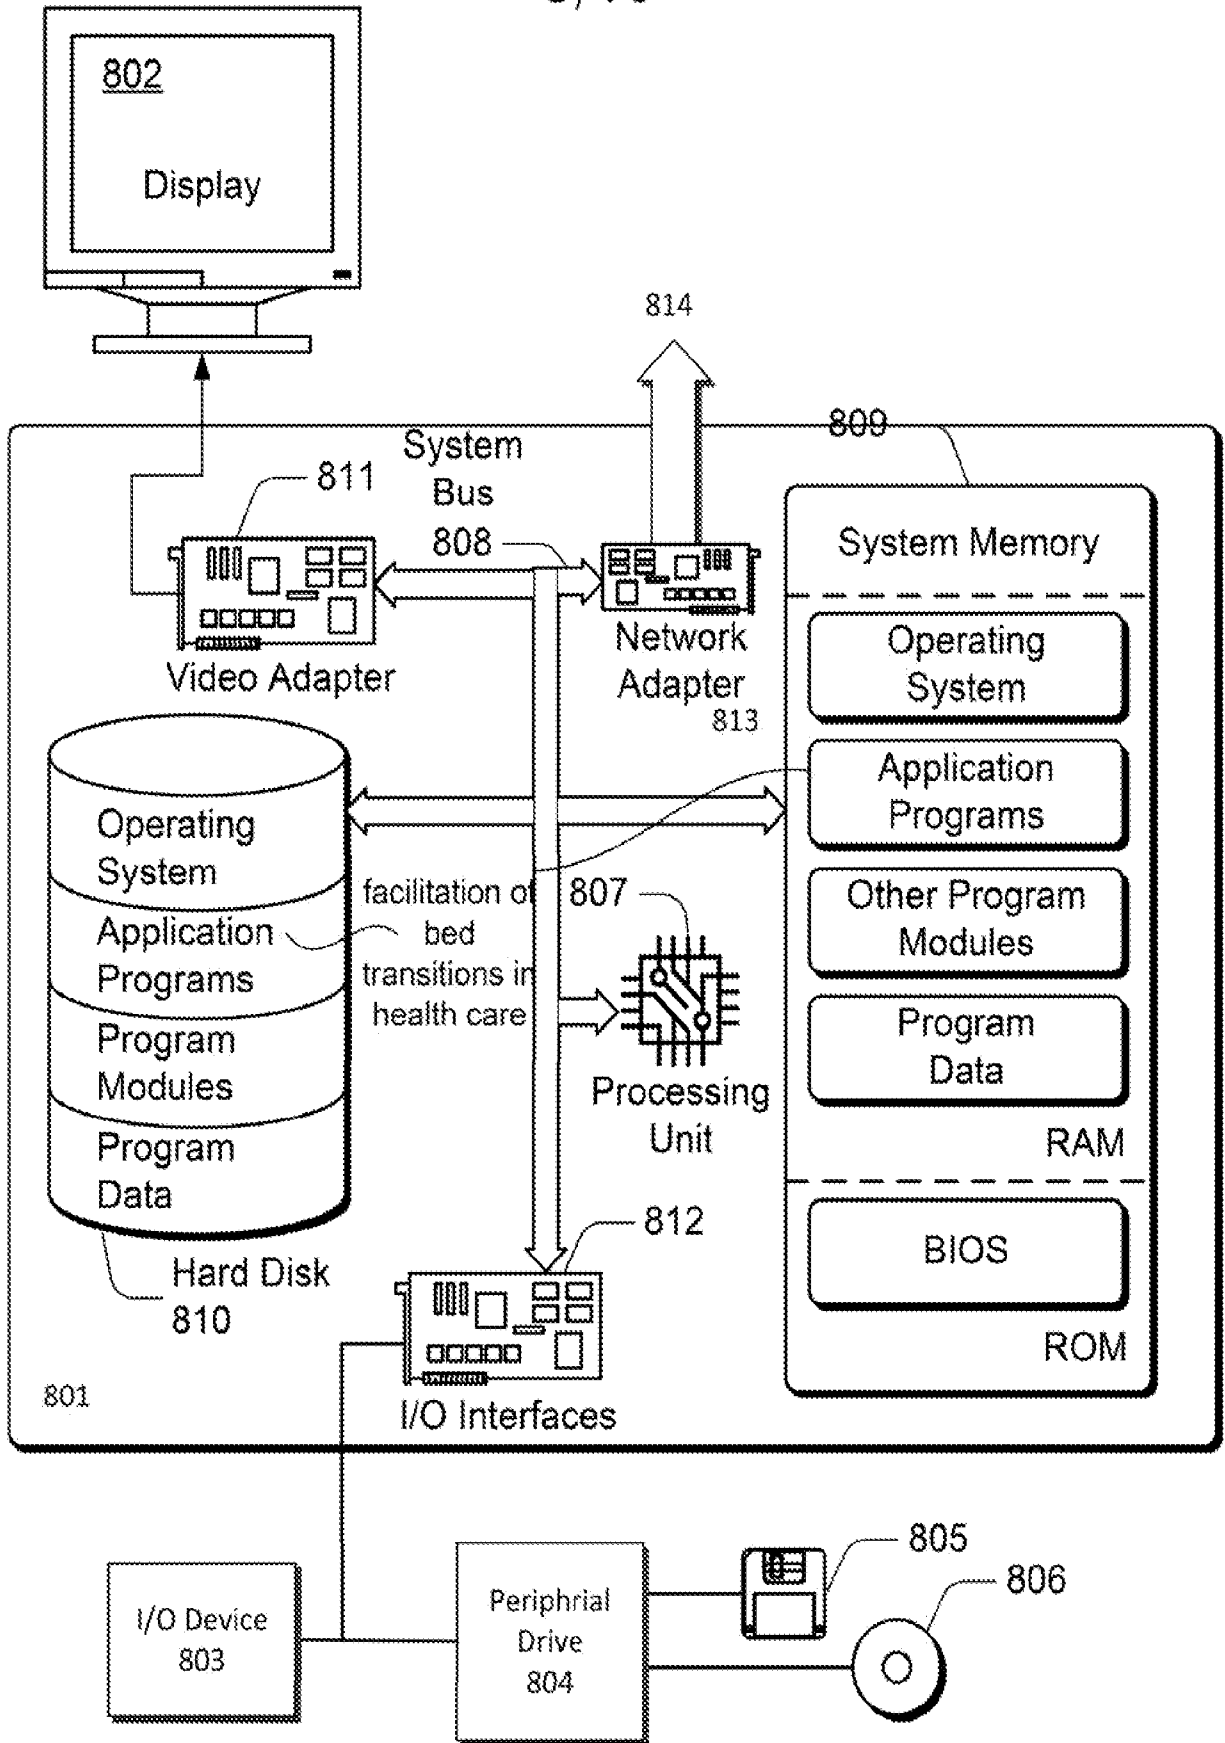 802
Display
814
809
System
Bus
808
811
Video Adapter
Network
Adapter
813
System Memory
Operating
System
Application
Programs
Other Program
Modules
Program
Data
RAM
BIOS
ROM
Operating
System
Application
Programs
Program
Modules
Program
Data
Hard Disk
810
facilitation of
bed
transitions in
health care
807
Processing
Unit
812
I/O Interfaces
801
I/O Device
803
Periphrial
Drive
804
805
806